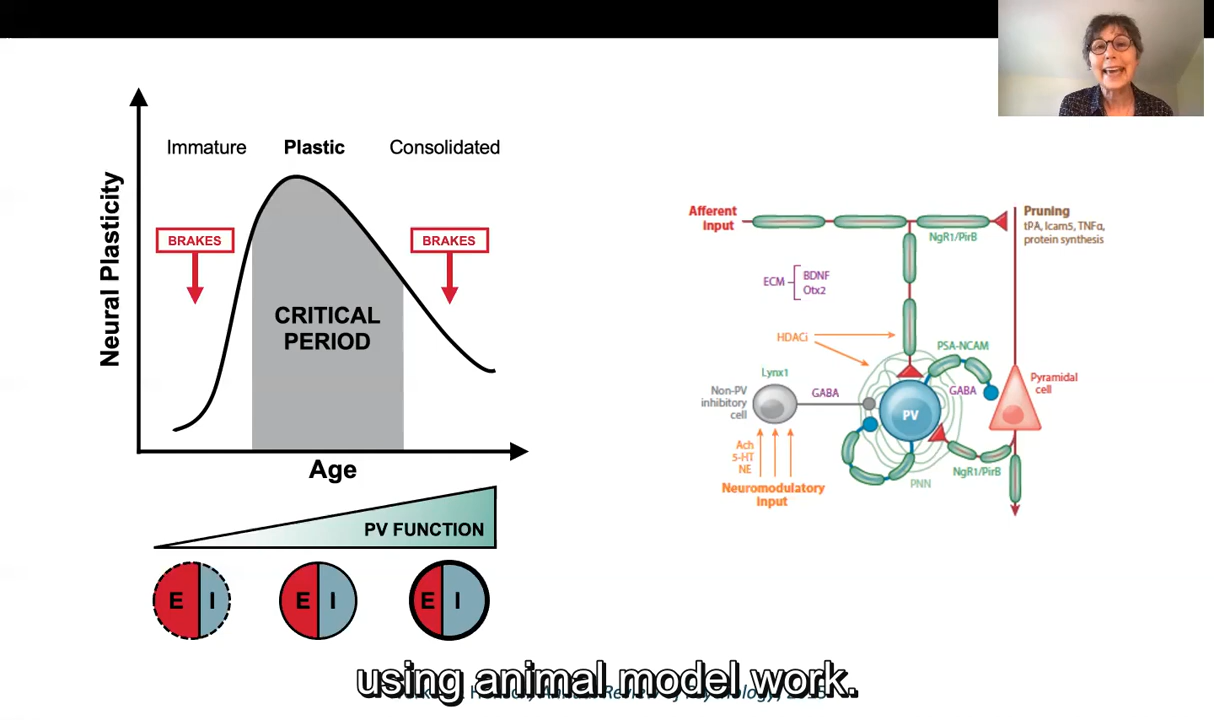 Immature
Plastic
Consolidated
BRAKES
BRAKES
Neural Plasticity
CRITICAL
PERIOD
Age
PV FUNCTION
E I
E I
E I
Afferent
Input
NgR1/PirB
Pruning
tPA, Icam5, TNFα,
protein synthesis
ECM
BDNF
Otx2
HDACi
PSA-NCAM
Lynx1
Non-PV
inhibitory
cell
GABA
GABA
PV
Pyramidal
cell
Ach
5-HT
NE
NgR1/PirB
PNN
Neuromodulatory
Input
using animal model work.